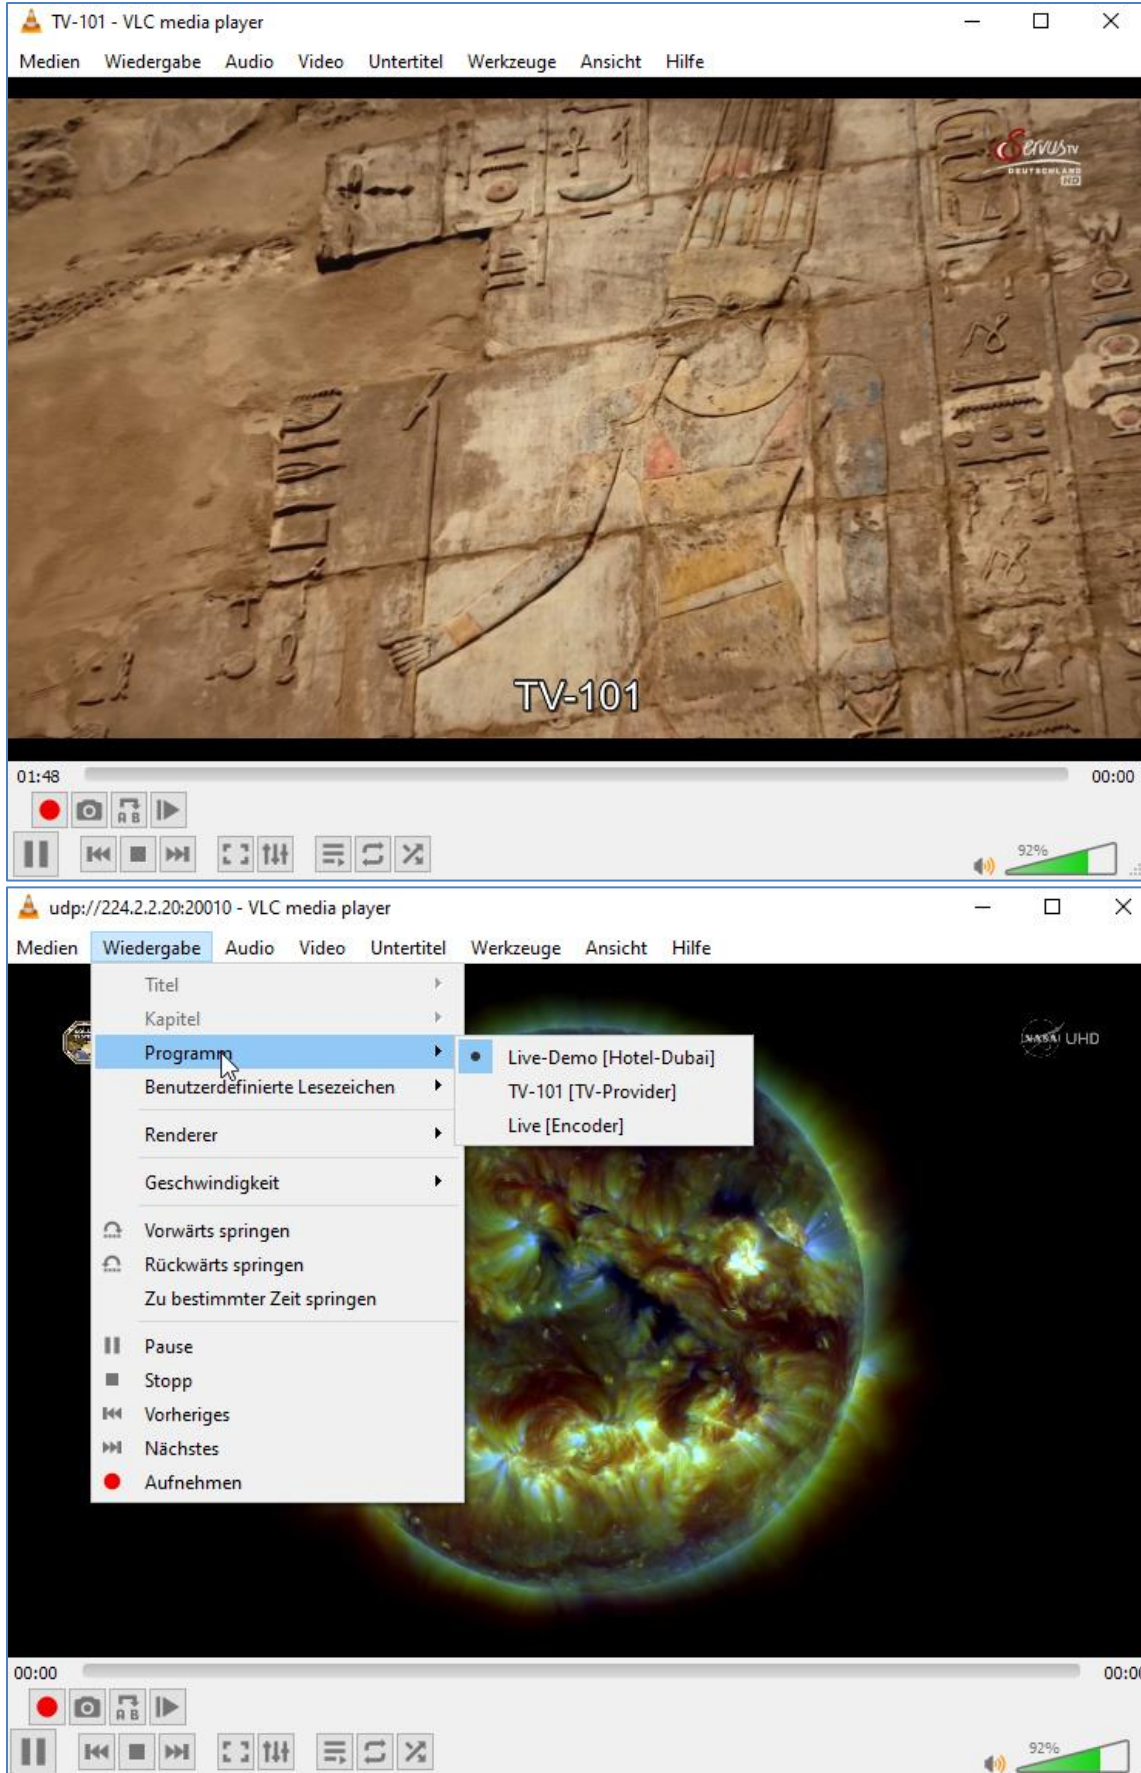 TV-101 - VLC media player
Medien Wiedergabe Audio Video Untertitel Werkzeuge Ansicht Hilfe
ServusTV
DEUTSCHLAND
HD
TV-101
01:48 00:00
A B
92%
udp://224.2.2.20:20010 - VLC media player
Medien Wiedergabe Audio Video Untertitel Werkzeuge Ansicht Hilfe
Titel
Kapitel
Programm
Benutzerdefinierte Lesezeichen
Renderer
Geschwindigkeit
Vorwärts springen
Rückwärts springen
Zu bestimmter Zeit springen
Pause
Stopp
Vorheriges
Nächstes
Aufnehmen
Live-Demo [Hotel-Dubai]
TV-101 [TV-Provider]
Live [Encoder]
NASA UHD
00:00 00:00
A B
92%